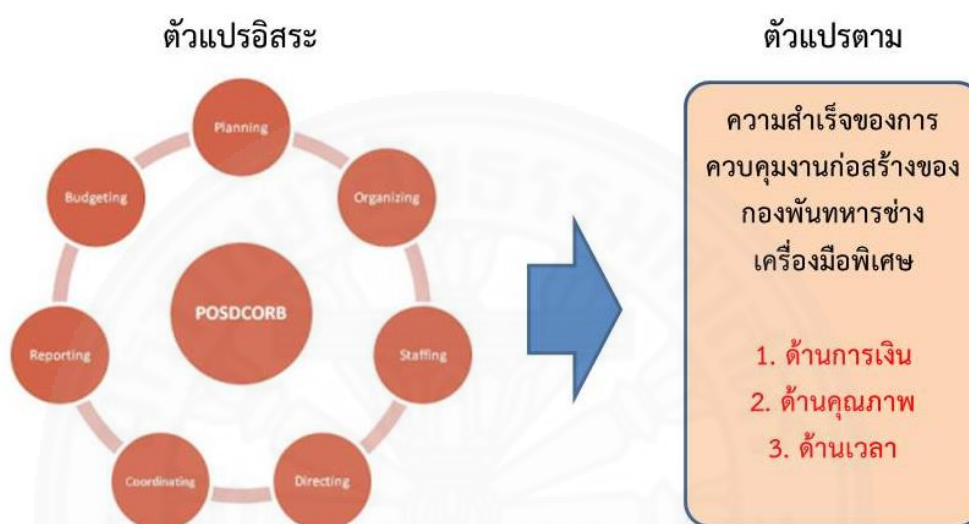 ตัวแปรอิสระ
Planning
Organizing
Staffing
Directing
Coordinating
Reporting
Budgeting
POSDCORB
ตัวแปรตาม
ความสำเร็จของการ
ควบคุมงานก่อสร้างของ
กองพันทหารช่าง
เครื่องมือพิเศษ
1. ด้านการเงิน
2. ด้านคุณภาพ
3. ด้านเวลา